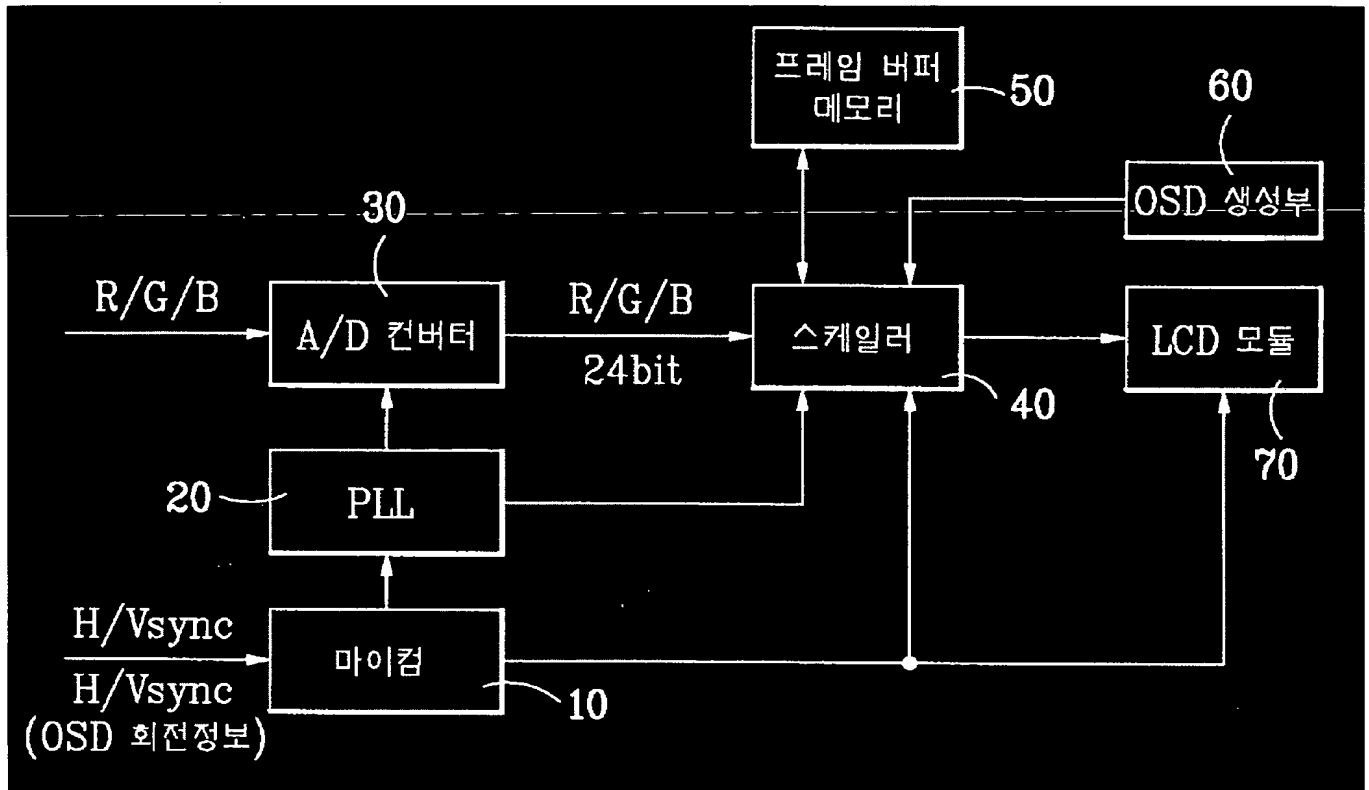 프레임 버퍼
메모리
50
60
OSD 생성부
30
R/G/B
A/D 컨버터
R/G/B
24bit
스케일러
40
LCD 모듈
70
20
PLL
H/Vsync
마이컴
10
H/Vsync
(OSD 회전정보)